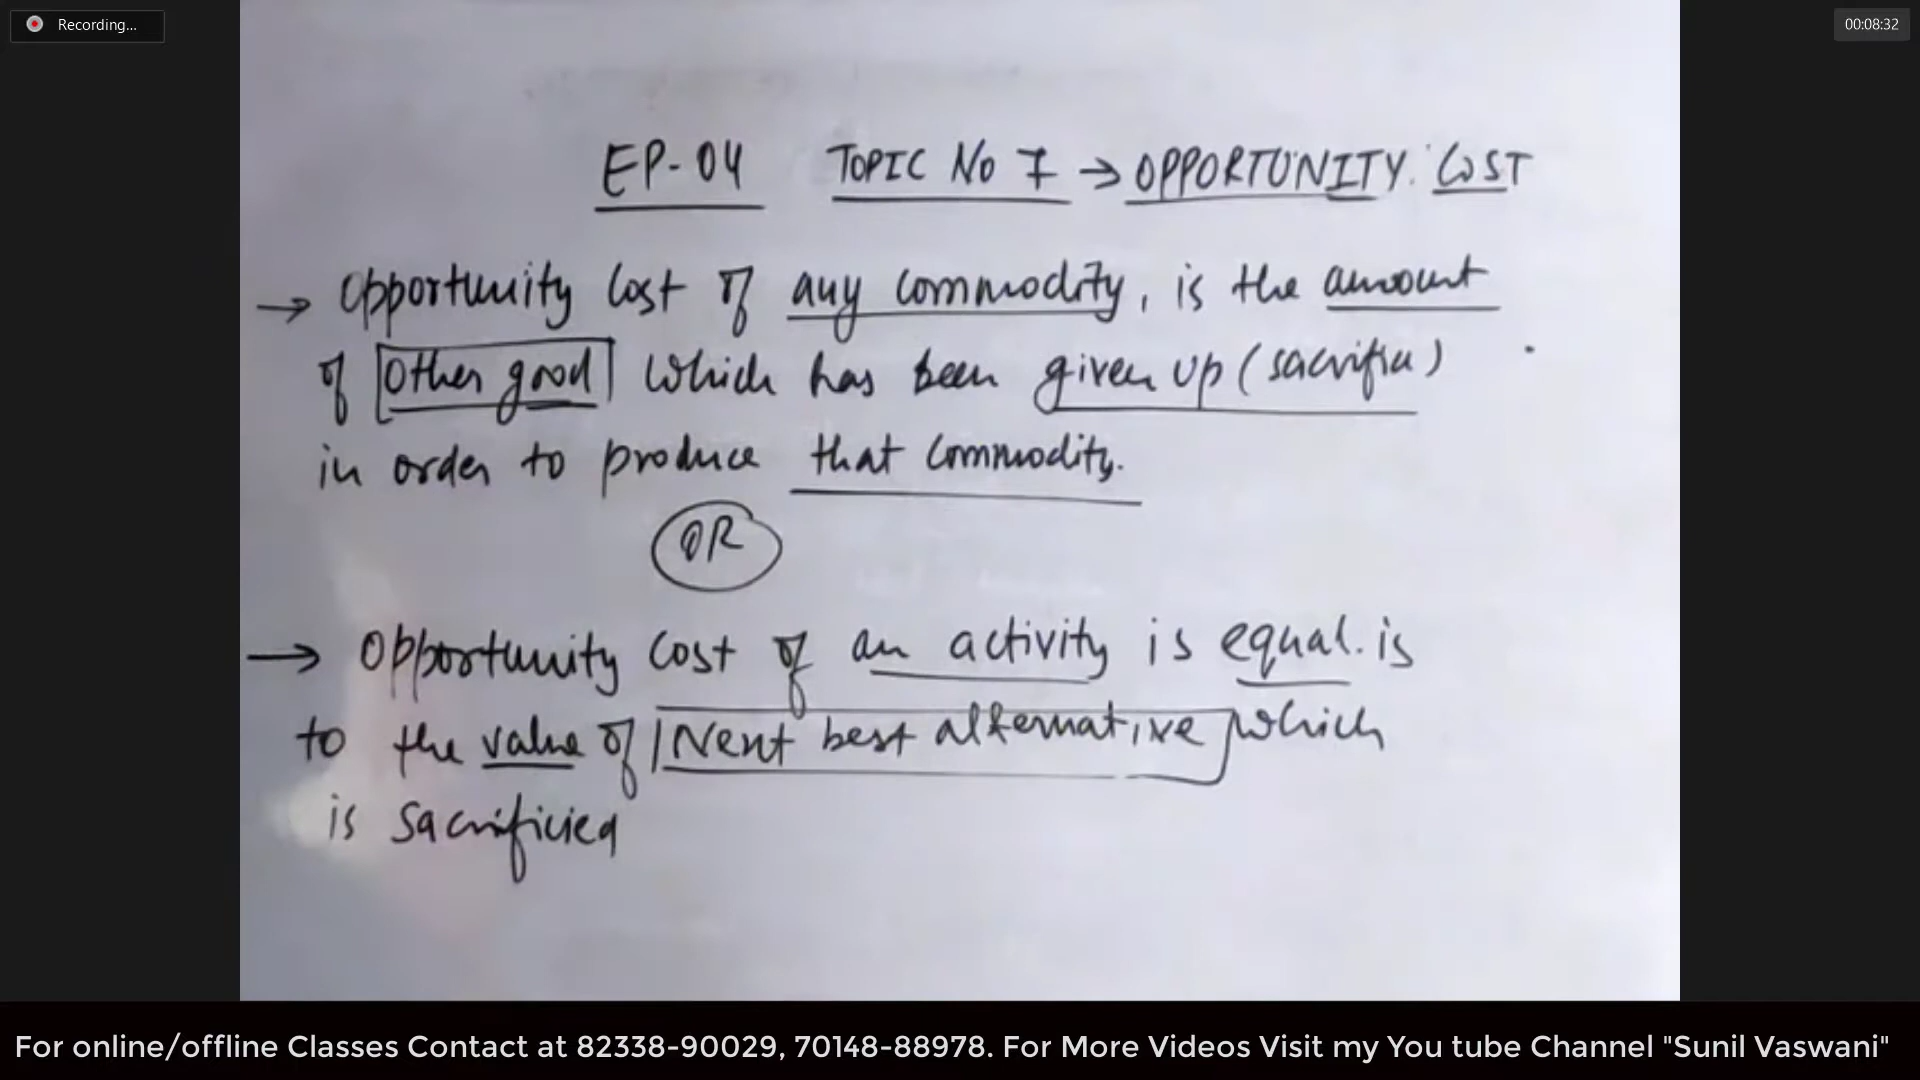 Recording...
00:08:32
EP-04 TOPIC No 7 → OPPORTUNITY COST
→ Opportunity Cost of any commodity, is the amount
of Other good which has been given up (sacrifice)
in order to produce that commodity.
OR
→ Opportunity cost of an activity is equal is
to the value of Next best alternative which
is sacrificied
For online/offline Classes Contact at 82338-90029, 70148-88978. For More Videos Visit my You tube Channel "Sunil Vaswani"